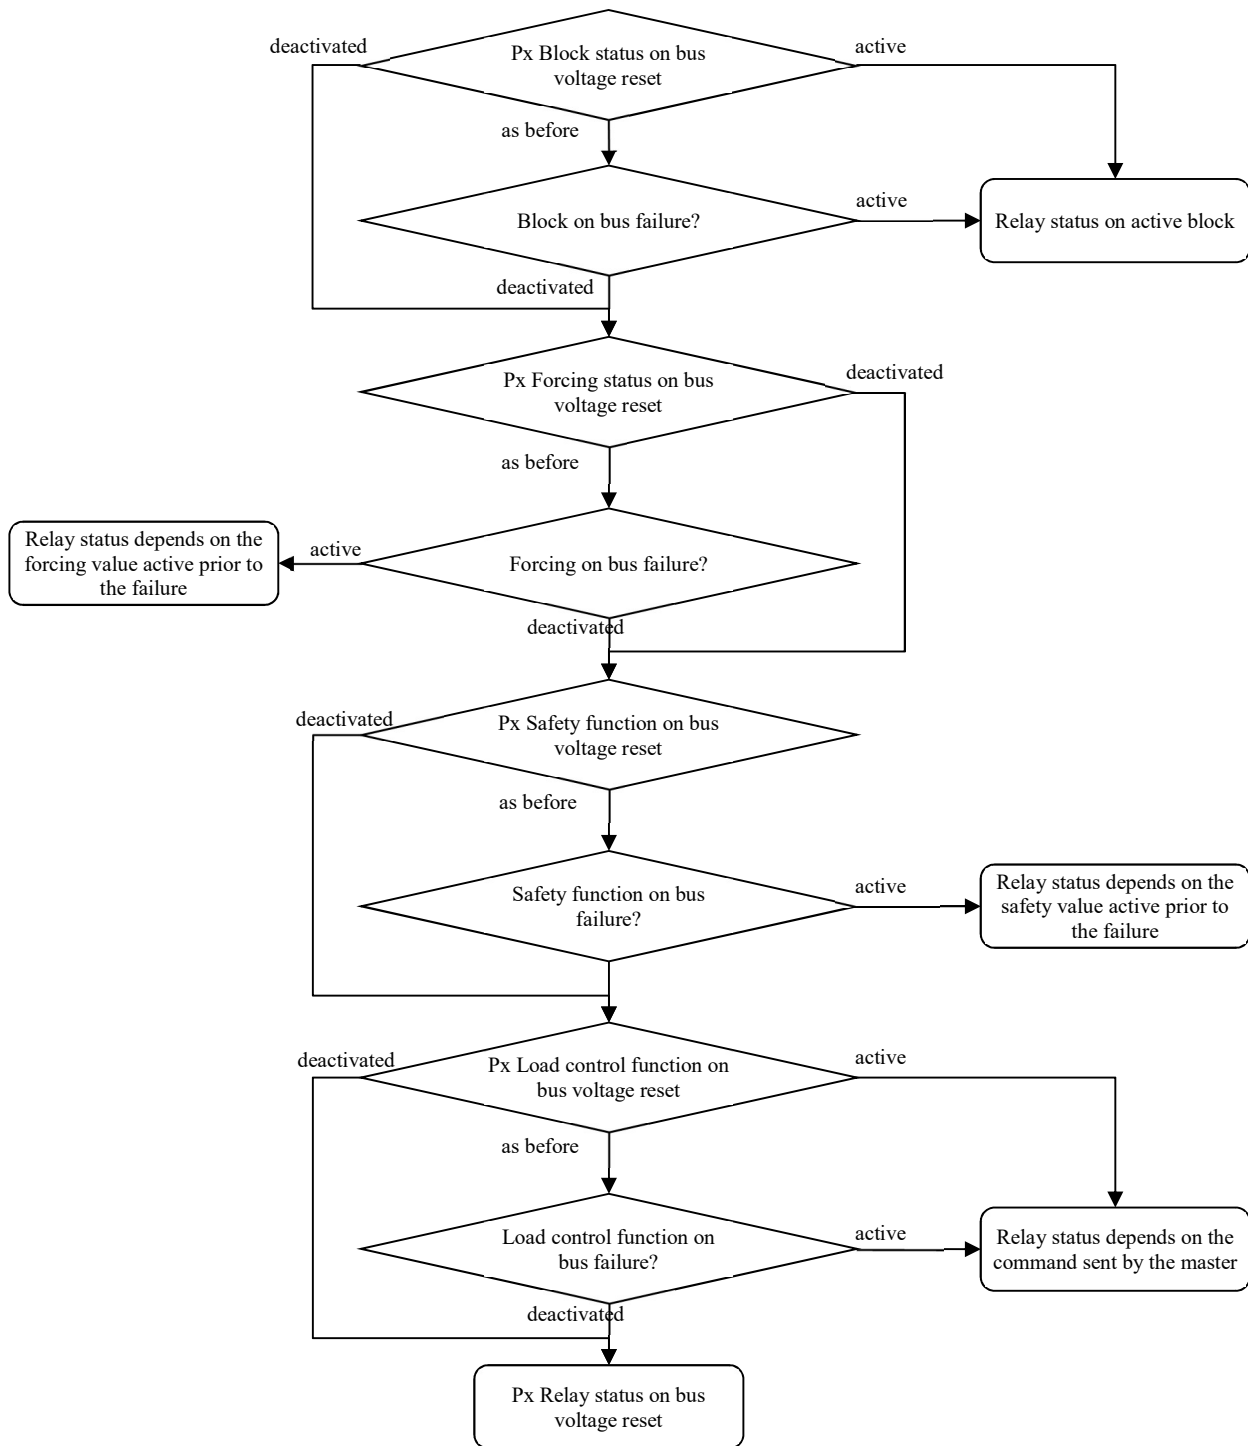 deactivated
Px Block status on bus
voltage reset
active
as before
Block on bus failure?
active
Relay status on active block
deactivated
Px Forcing status on bus
voltage reset
deactivated
as before
Relay status depends on the
forcing value active prior to
the failure
active
Forcing on bus failure?
deactivated
deactivated
Px Safety function on bus
voltage reset
as before
Safety function on bus
failure?
active
Relay status depends on the
safety value active prior to
the failure
deactivated
Px Load control function on
bus voltage reset
active
as before
Load control function on
bus failure?
active
Relay status depends on the
command sent by the master
deactivated
Px Relay status on bus
voltage reset